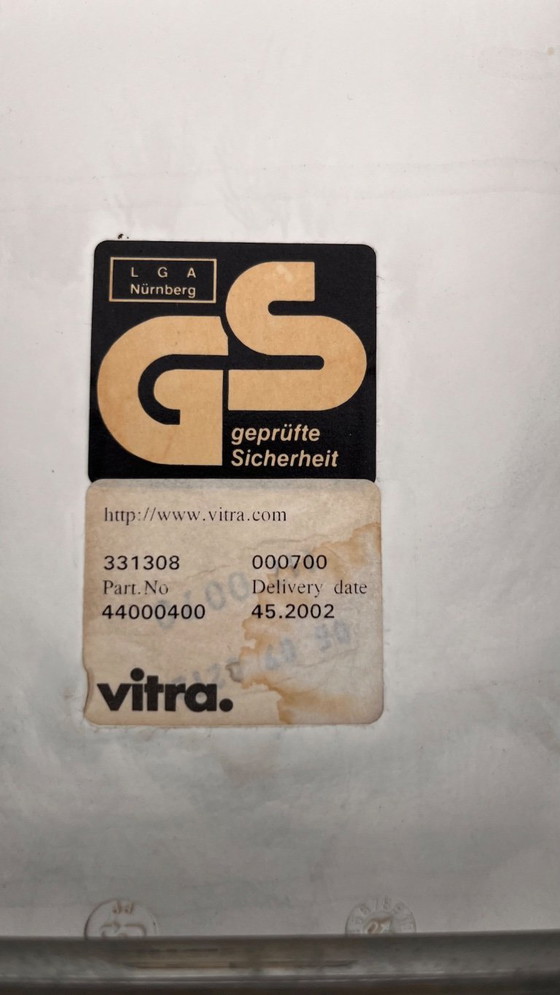 L G A
Nürnberg
GS
geprüfte
Sicherheit
http://www.vitra.com
331308 000700
Part.No Delivery date
44000400 45.2002
vitra.